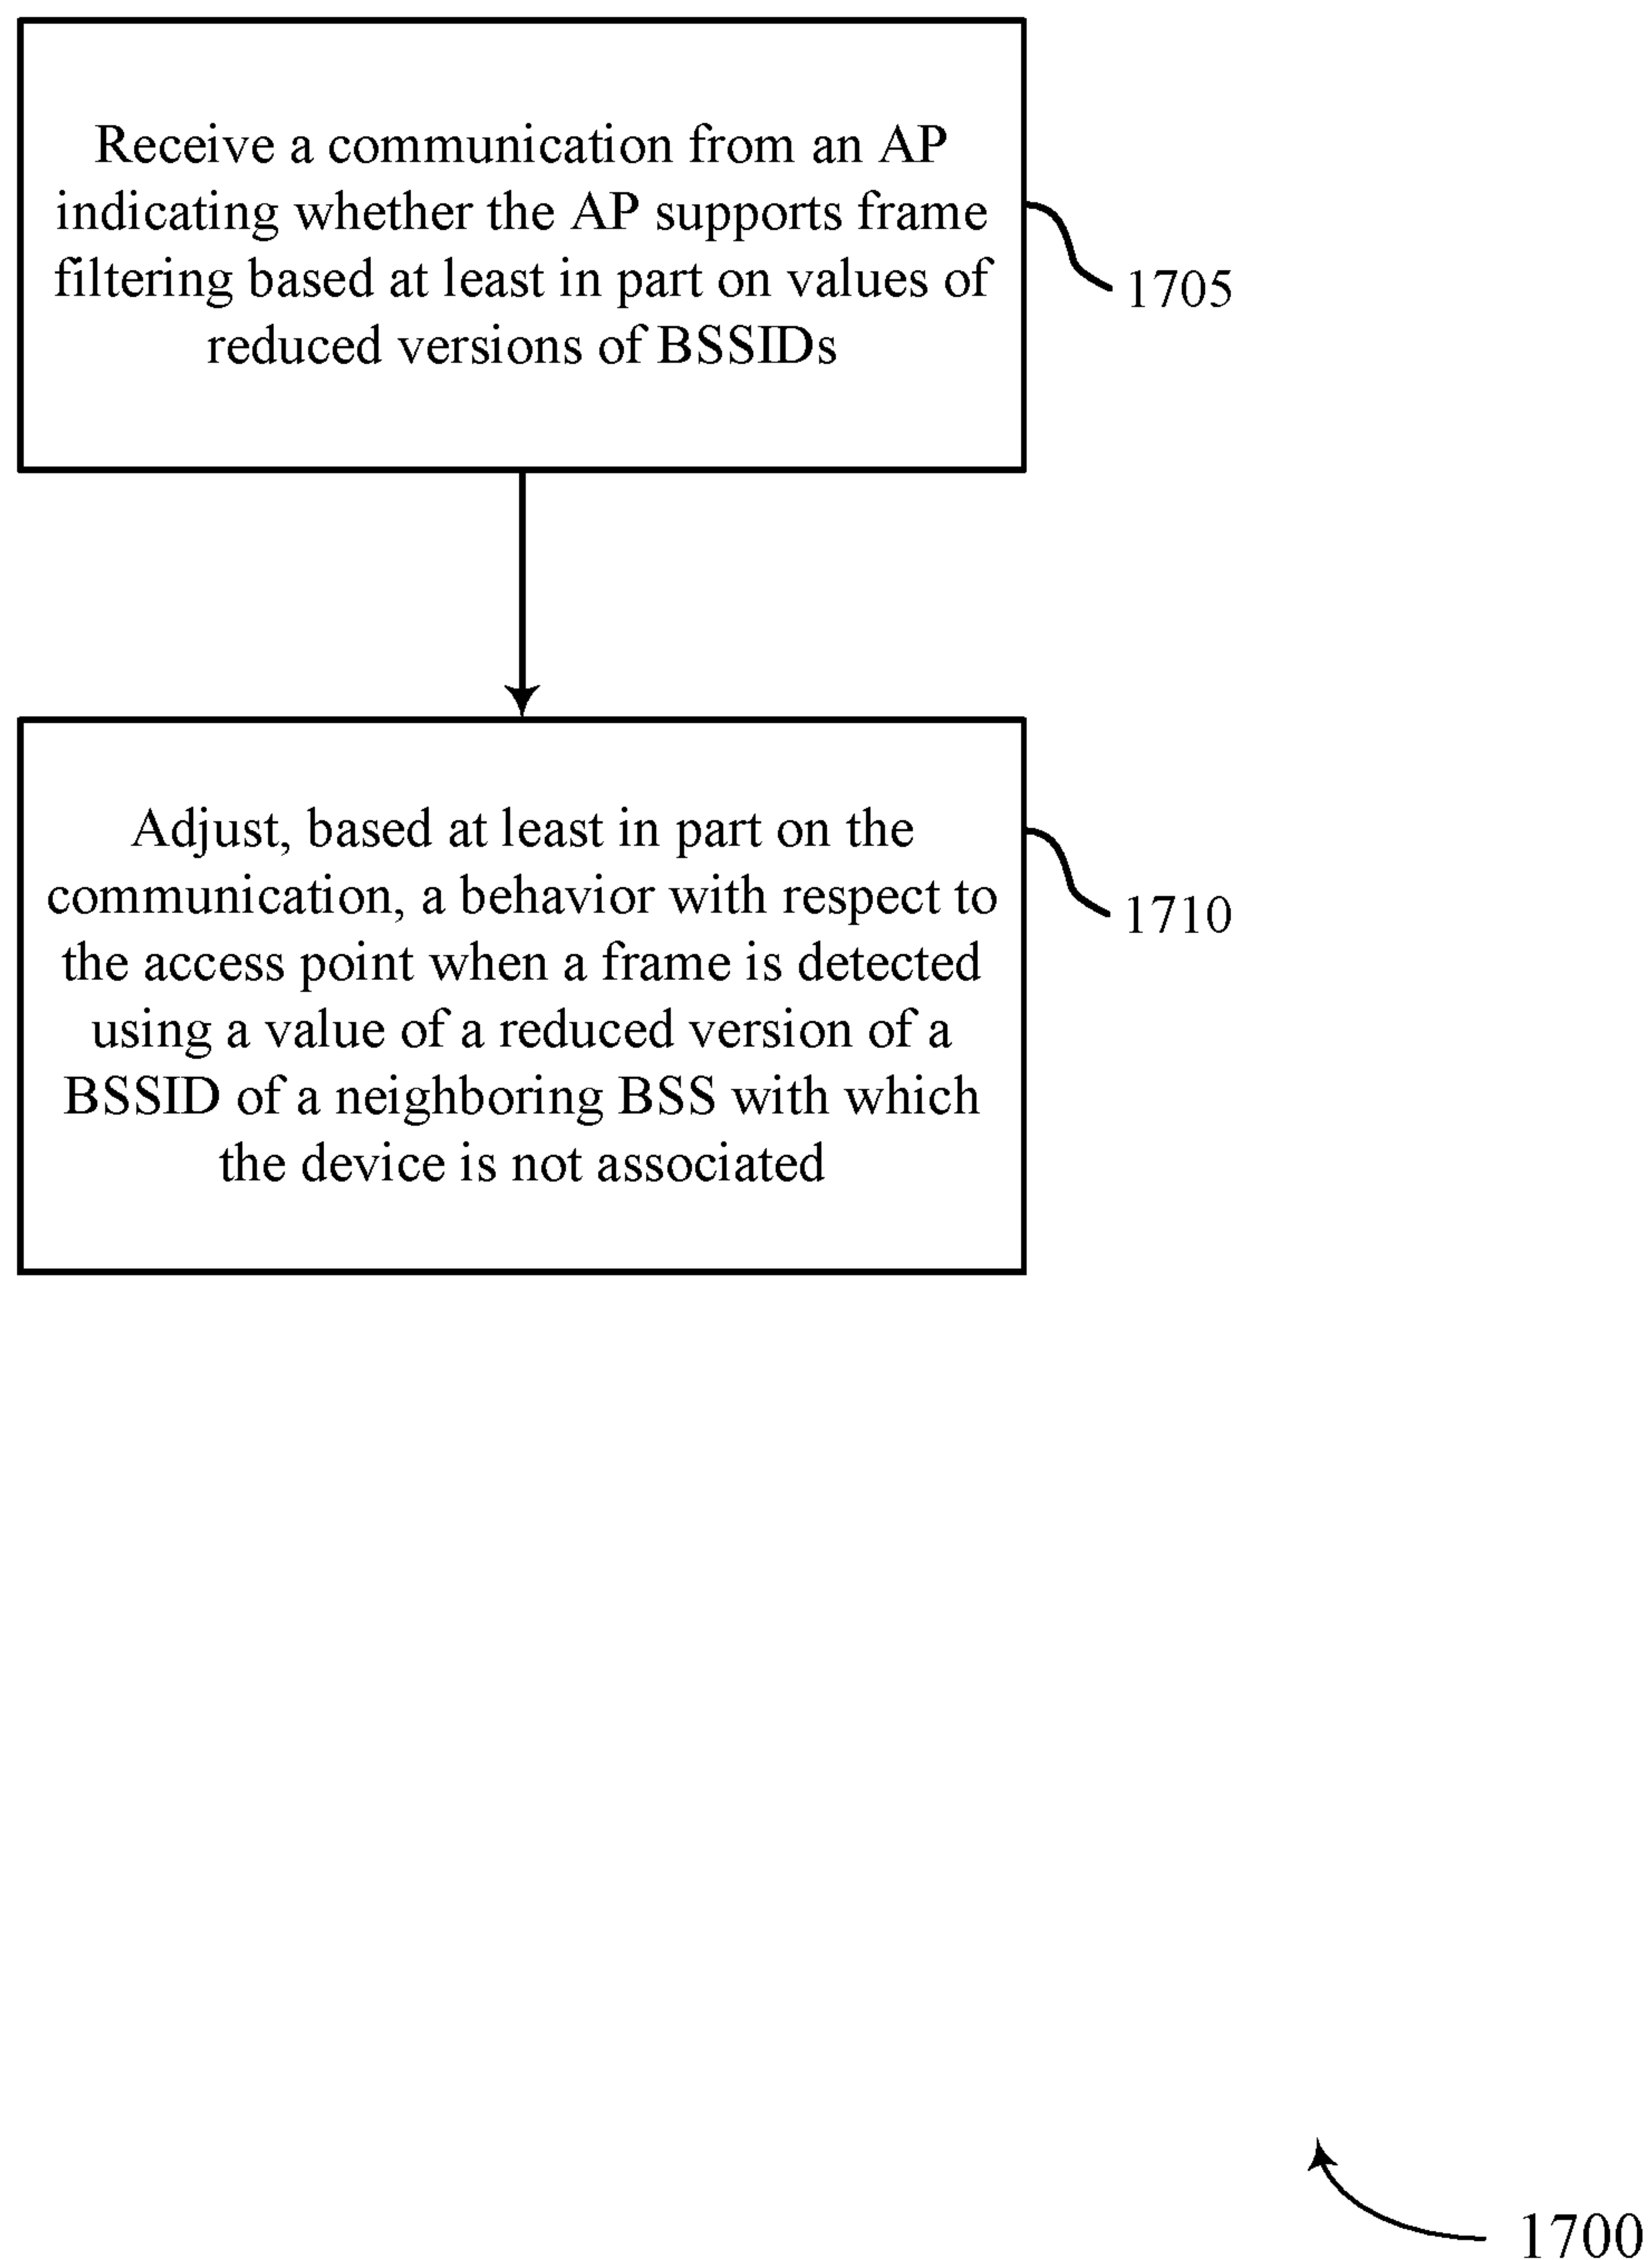 Receive a communication from an AP
indicating whether the AP supports frame
filtering based at least in part on values of
reduced versions of BSSIDs
1705
Adjust, based at least in part on the
communication, a behavior with respect to
the access point when a frame is detected
using a value of a reduced version of a
BSSID of a neighboring BSS with which
the device is not associated
1710
1700